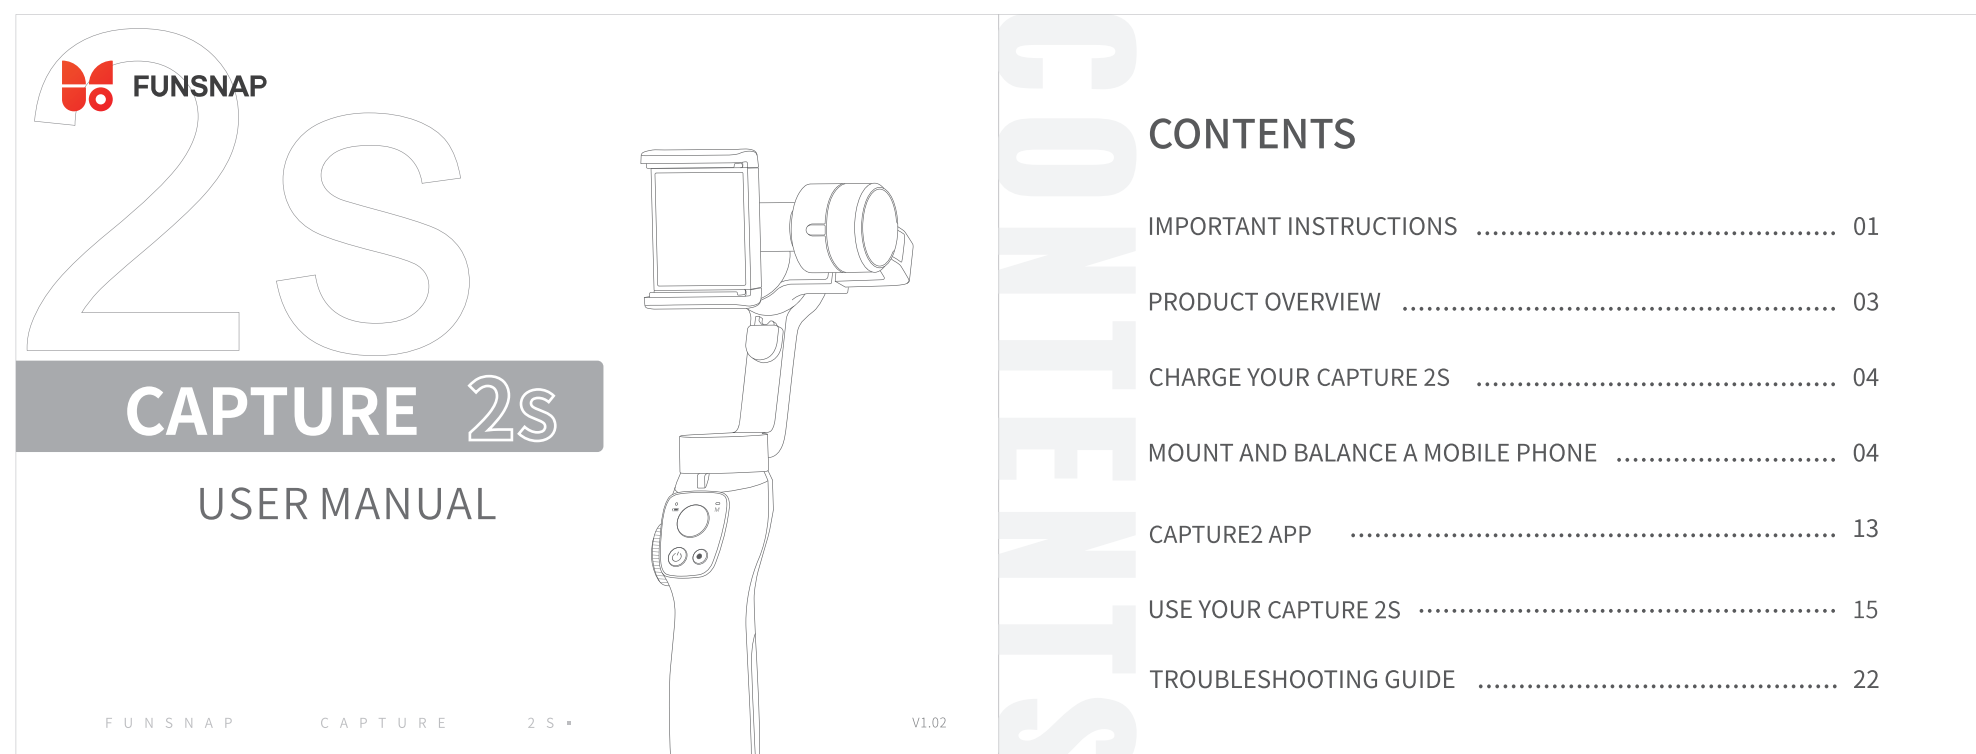 2s
FUNSNAP
CAPTURE 2s
USER MANUAL
FUNSNAP CAPTURE 2S
V1.02
CONTENTS
CONTENTS
IMPORTANT INSTRUCTIONS ........................................ 01
PRODUCT OVERVIEW ........................................ 03
CHARGE YOUR CAPTURE 2S ........................................ 04
MOUNT AND BALANCE A MOBILE PHONE ........................................ 04
CAPTURE2 APP ........................................ 13
USE YOUR CAPTURE 2S ........................................ 15
TROUBLESHOOTING GUIDE ........................................ 22